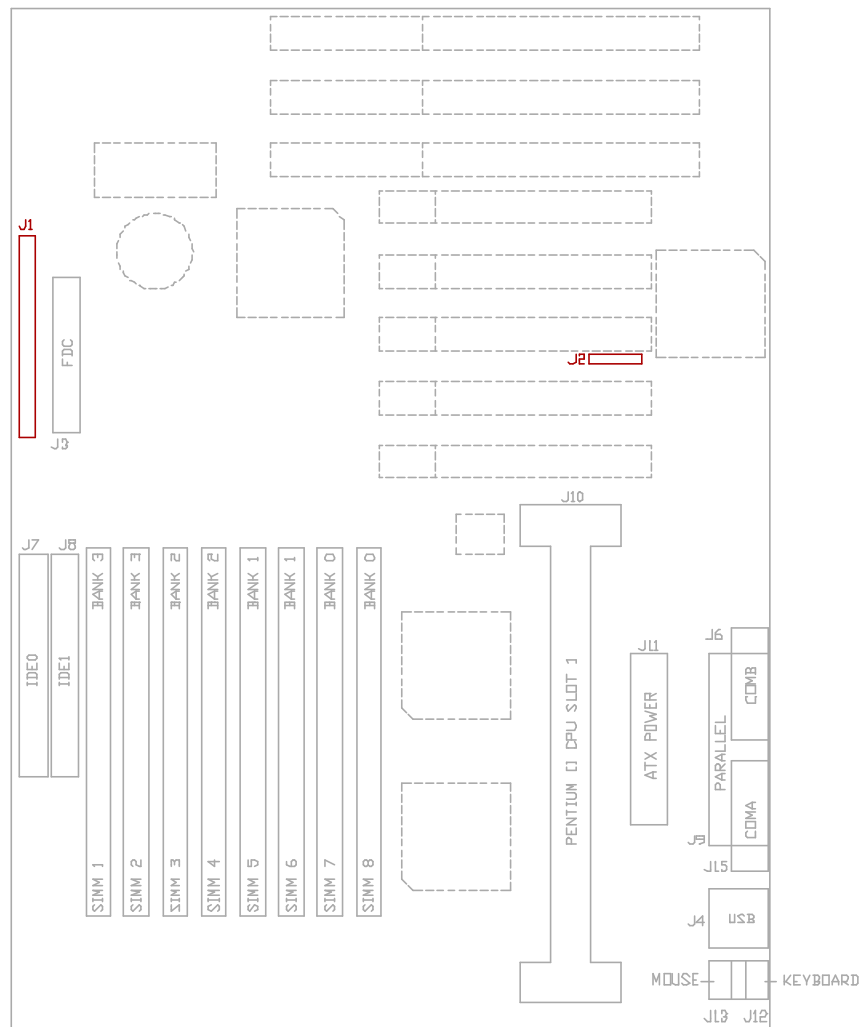 J1
FDC
J2
J3
J10
J7
J8
BANK 3
BANK 3
BANK 2
BANK 2
BANK 1
BANK 1
BANK 0
BANK 0
IDE0
IDE1
SIMM 1
SIMM 2
SIMM 3
SIMM 4
SIMM 5
SIMM 6
SIMM 7
SIMM 8
PENTIUM II CPU SLOT 1
J11
ATX POWER
J6
COMB
PARALLEL
COMA
J9
J15
J4
USB
MOUSE
KEYBOARD
J13
J12